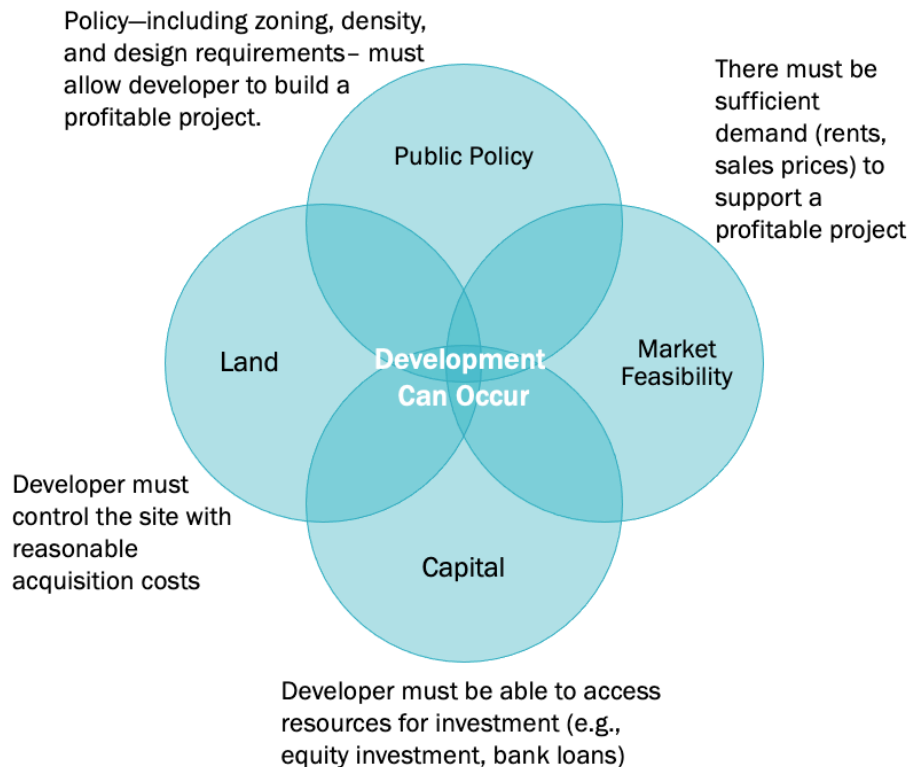 Policy—including zoning, density,
and design requirements– must
allow developer to build a
profitable project.
There must be
sufficient
demand (rents,
sales prices) to
support a
profitable project
Public Policy
Land
Development
Can Occur
Market
Feasibility
Developer must
control the site with
reasonable
acquisition costs
Capital
Developer must be able to access
resources for investment (e.g.,
equity investment, bank loans)